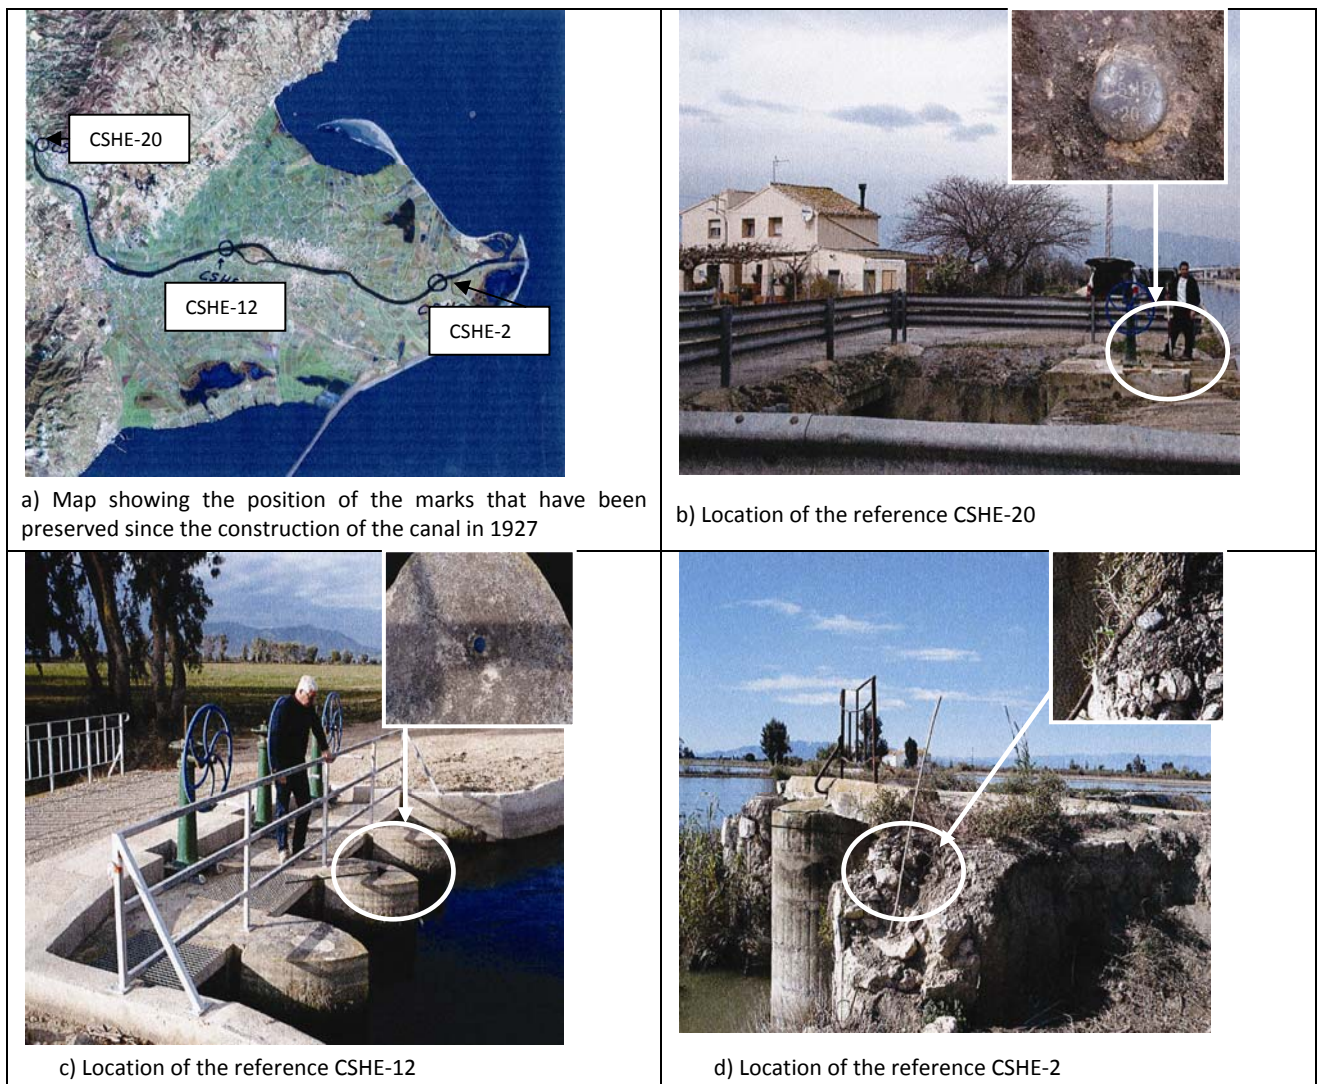 CSHE-20
CSHE-12
CSHE-2
a) Map showing the position of the marks that have been
preserved since the construction of the canal in 1927
20
b) Location of the reference CSHE-20
c) Location of the reference CSHE-12
d) Location of the reference CSHE-2